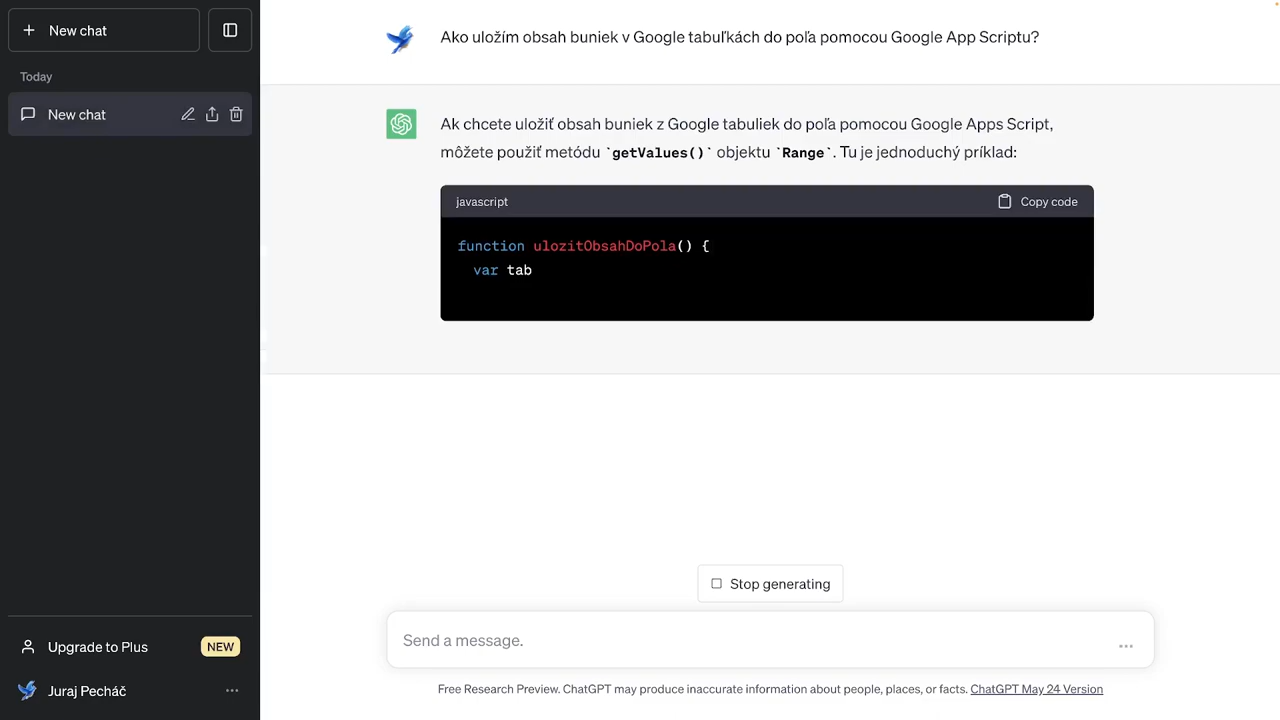 New chat
Today
New chat
Upgrade to Plus NEW
Juraj Pecháč
Ako uložím obsah buniek v Google tabuľkách do poľa pomocou Google App Scriptu?
Ak chcete uložiť obsah buniek z Google tabuliek do poľa pomocou Google Apps Script,
môžete použiť metódu `getValues()` objektu `Range`. Tu je jednoduchý príklad:
javascript Copy code
function ulozitObsahDoPola() {
var tab
Stop generating
Send a message.
Free Research Preview. ChatGPT may produce inaccurate information about people, places, or facts. ChatGPT May 24 Version